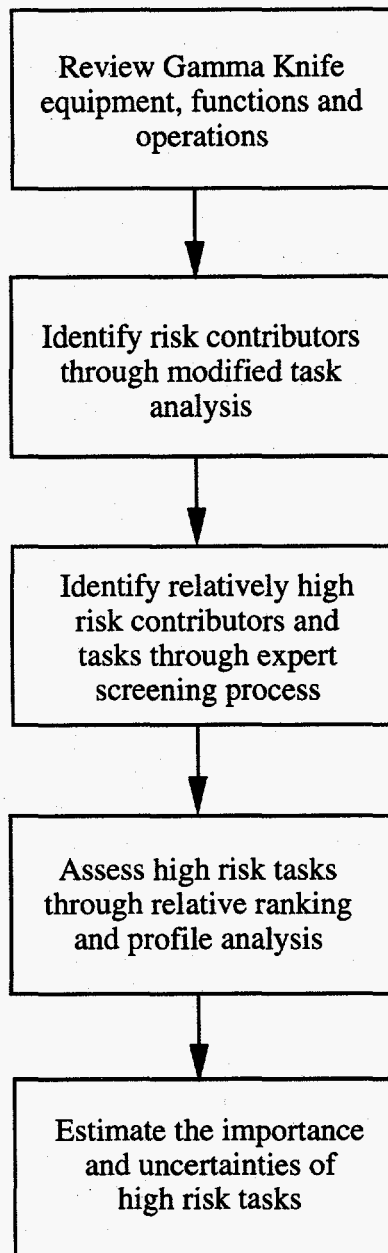 Review Gamma Knife
equipment, functions and
operations
Identify risk contributors
through modified task
analysis
Identify relatively high
risk contributors and
tasks through expert
screening process
Assess high risk tasks
through relative ranking
and profile analysis
Estimate the importance
and uncertainties of
high risk tasks